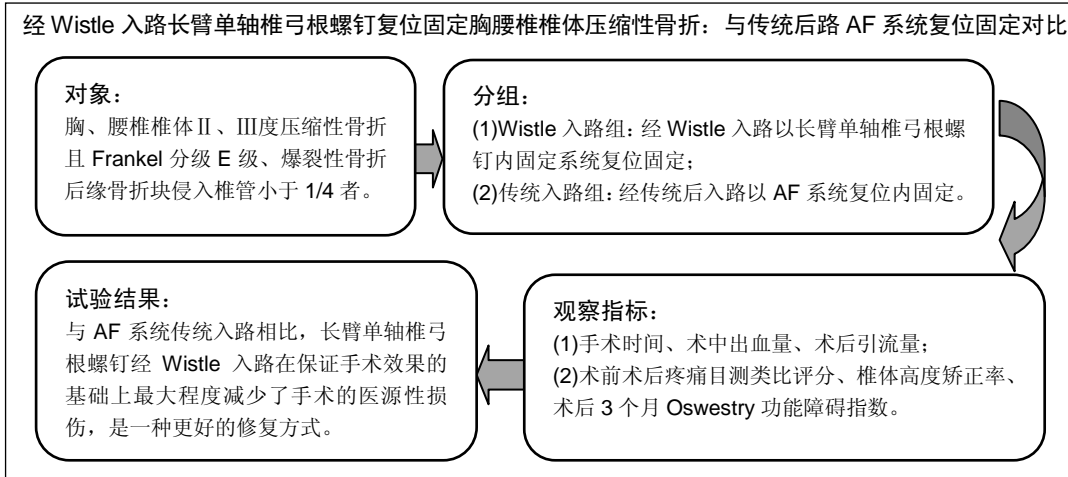 经 Wistle 入路长臂单轴椎弓根螺钉复位固定胸腰椎椎体压缩性骨折：与传统后路 AF 系统复位固定对比
对象：
胸、腰椎椎体Ⅱ、Ⅲ度压缩性骨折
且 Frankel 分级 E 级、爆裂性骨折
后缘骨折块侵入椎管小于 1/4 者。
分组：
(1)Wistle 入路组：经 Wistle 入路以长臂单轴椎弓根螺
钉内固定系统复位固定；
(2)传统入路组：经传统后入路以 AF 系统复位内固定。
观察指标：
(1)手术时间、术中出血量、术后引流量；
(2)术前术后疼痛目测类比评分、椎体高度矫正率、
术后 3 个月 Oswestry 功能障碍指数。
试验结果：
与 AF 系统传统入路相比，长臂单轴椎弓
根螺钉经 Wistle 入路在保证手术效果的
基础上最大程度减少了手术的医源性损
伤，是一种更好的修复方式。